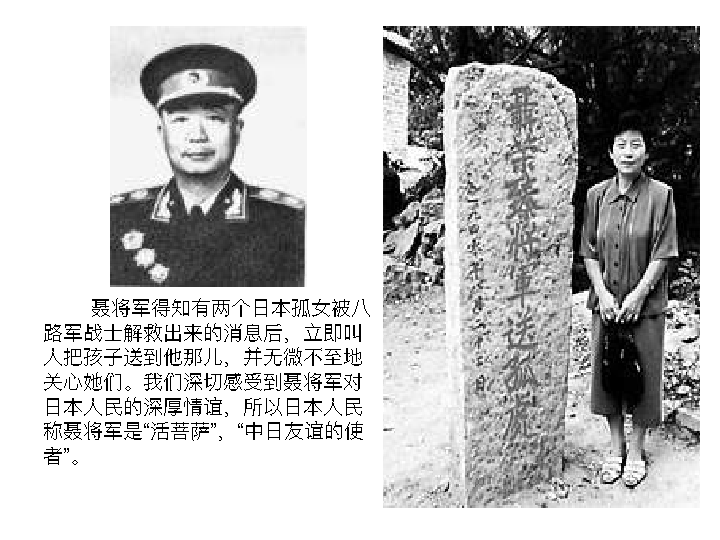 聂将军得知有两个日本孤女被八
路军战士解救出来的消息后，立即叫
人把孩子送到他那儿，并无微不至地
关心她们。我们深切感受到聂将军对
日本人民的深厚情谊，所以日本人民
称聂将军是“活菩萨”，“中日友谊的使
者”。
聶荣臻将軍送孤處